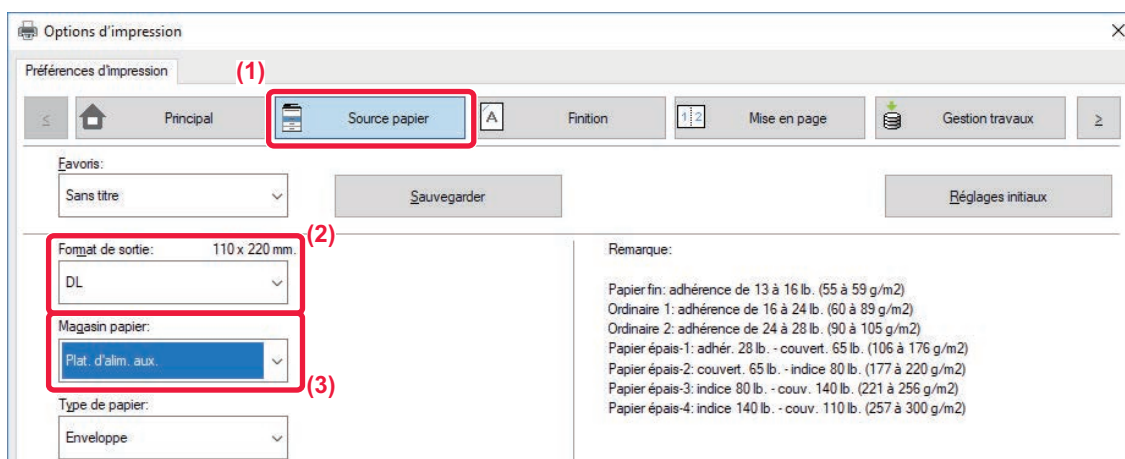 Options d'impression
Préférences d'impression
(1)
<
Principal
Source papier
A
Finition
1 2
Mise en page
Gestion travaux
>
Favoris:
Sans titre
Sauvegarder
Réglages initiaux
(2)
Format de sortie: 110 x 220 mm.
DL
Magasin papier:
Plat. d'alim. aux.
(3)
Type de papier:
Enveloppe
Remarque:
Papier fin: adhérence de 13 à 16 lb. (55 à 59 g/m2)
Ordinaire 1: adhérence de 16 à 24 lb. (60 à 89 g/m2)
Ordinaire 2: adhérence de 24 à 28 lb. (90 à 105 g/m2)
Papier épais-1: adhér. 28 lb. - couvert. 65 lb. (106 à 176 g/m2)
Papier épais-2: couvert. 65 lb. - indice 80 lb. (177 à 220 g/m2)
Papier épais-3: indice 80 lb. - couv. 140 lb. (221 à 256 g/m2)
Papier épais-4: indice 140 lb. - couv. 110 lb. (257 à 300 g/m2)